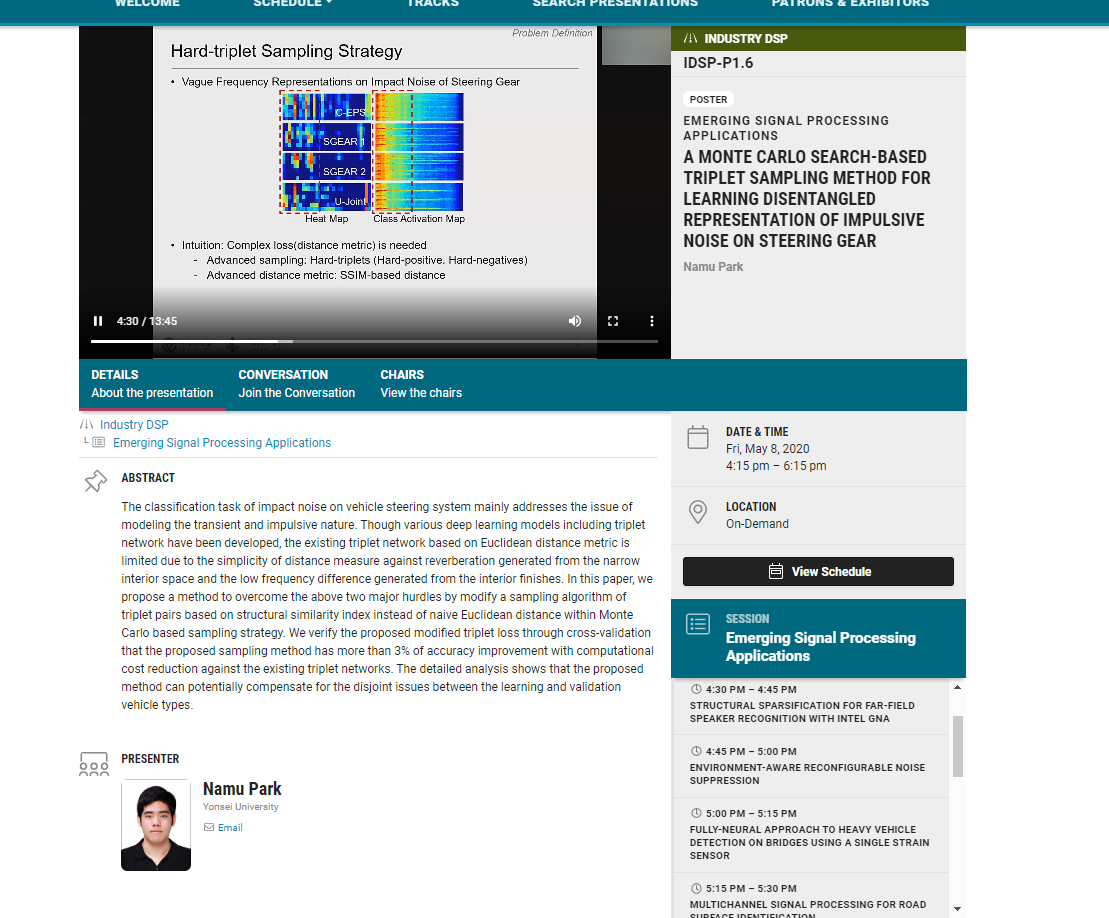 WELCOME
SCHEDULE
TRACKS
SEARCH PRESENTATIONS
PATRONS & EXHIBITORS
Problem Definition
Hard-triplet Sampling Strategy
• Vague Frequency Representations on Impact Noise of Steering Gear
C-EPS
SGEAR 1
SGEAR 2
U-Joint
Heat Map
Class Activation Map
• Intuition: Complex loss(distance metric) is needed
- Advanced sampling: Hard-triplets (Hard-positive. Hard-negatives)
- Advanced distance metric: SSIM-based distance
4:30 / 13:45
INDUSTRY DSP
IDSP-P1.6
POSTER
EMERGING SIGNAL PROCESSING
APPLICATIONS
A MONTE CARLO SEARCH-BASED
TRIPLET SAMPLING METHOD FOR
LEARNING DISENTANGLED
REPRESENTATION OF IMPULSIVE
NOISE ON STEERING GEAR
Namu Park
DETAILS
About the presentation
CONVERSATION
Join the Conversation
CHAIRS
View the chairs
Industry DSP
Emerging Signal Processing Applications
ABSTRACT
The classification task of impact noise on vehicle steering system mainly addresses the issue of
modeling the transient and impulsive nature. Though various deep learning models including triplet
network have been developed, the existing triplet network based on Euclidean distance metric is
limited due to the simplicity of distance measure against reverberation generated from the narrow
interior space and the low frequency difference generated from the interior finishes. In this paper, we
propose a method to overcome the above two major hurdles by modify a sampling algorithm of
triplet pairs based on structural similarity index instead of naive Euclidean distance within Monte
Carlo based sampling strategy. We verify the proposed modified triplet loss through cross-validation
that the proposed sampling method has more than 3% of accuracy improvement with computational
cost reduction against the existing triplet networks. The detailed analysis shows that the proposed
method can potentially compensate for the disjoint issues between the learning and validation
vehicle types.
PRESENTER
Namu Park
Yonsei University
Email
DATE & TIME
Fri, May 8, 2020
4:15 pm – 6:15 pm
LOCATION
On-Demand
View Schedule
SESSION
Emerging Signal Processing
Applications
4:30 PM – 4:45 PM
STRUCTURAL SPARSIFICATION FOR FAR-FIELD
SPEAKER RECOGNITION WITH INTEL GNA
4:45 PM – 5:00 PM
ENVIRONMENT-AWARE RECONFIGURABLE NOISE
SUPPRESSION
5:00 PM – 5:15 PM
FULLY-NEURAL APPROACH TO HEAVY VEHICLE
DETECTION ON BRIDGES USING A SINGLE STRAIN
SENSOR
5:15 PM – 5:30 PM
MULTICHANNEL SIGNAL PROCESSING FOR ROAD
SURFACE IDENTIFICATION